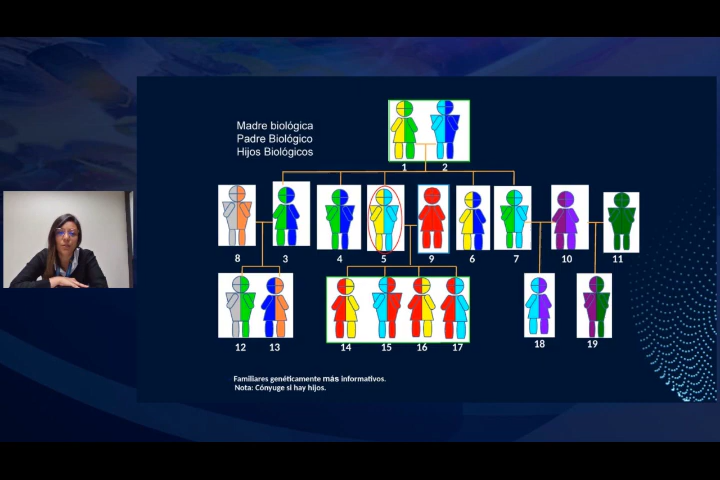 Madre biológica
Padre Biológico
Hijos Biológicos
1 2
8 3 4 5 9 6 7 10 11
12 13 14 15 16 17 18 19
Familiares genéticamente más informativos.
Nota: Cónyuge si hay hijos.